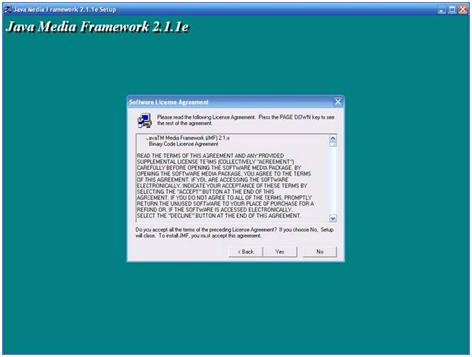 Java Media Framework 2.1.1e Setup
Java Media Framework 2.1.1e
Software License Agreement
Please read the following License Agreement. Press the PAGE DOWN key to see
the rest of the agreement.
JavaTM Media Framework (JMF) 2.1.x
Binary Code License Agreement
READ THE TERMS OF THIS AGREEMENT AND ANY PROVIDED
SUPPLEMENTAL LICENSE TERMS (COLLECTIVELY "AGREEMENT")
CAREFULLY BEFORE OPENING THE SOFTWARE MEDIA PACKAGE. BY
OPENING THE SOFTWARE MEDIA PACKAGE, YOU AGREE TO THE TERMS
OF THIS AGREEMENT. IF YOU ARE ACCESSING THE SOFTWARE
ELECTRONICALLY, INDICATE YOUR ACCEPTANCE OF THESE TERMS BY
SELECTING THE "ACCEPT" BUTTON AT THE END OF THIS
AGREEMENT. IF YOU DO NOT AGREE TO ALL OF THE TERMS, PROMPTLY
RETURN THE UNUSED SOFTWARE TO YOUR PLACE OF PURCHASE FOR A
REFUND OR, IF THE SOFTWARE IS ACCESSED ELECTRONICALLY,
SELECT THE "DECLINE" BUTTON AT THE END OF THIS AGREEMENT.
Do you accept all the terms of the preceding License Agreement? If you choose No, Setup
will close. To install JMF, you must accept this agreement.
< Back Yes No